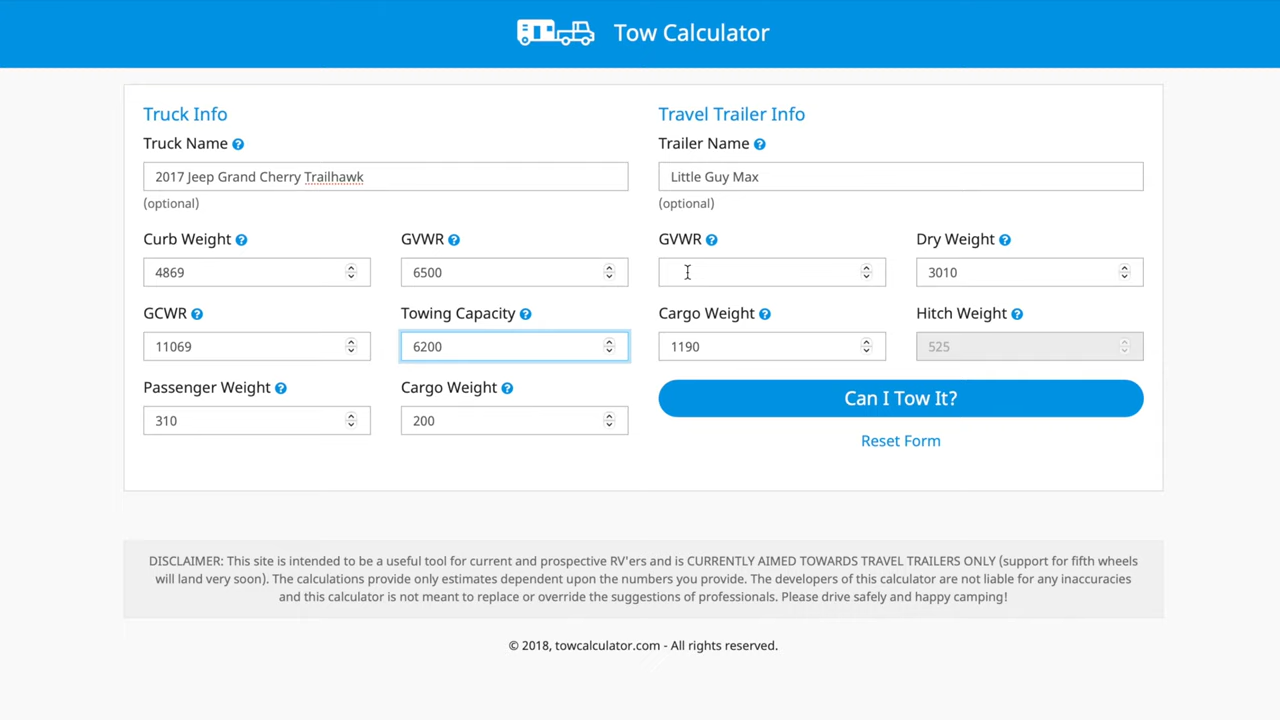 Tow Calculator
Truck Info
Truck Name ?
2017 Jeep Grand Cherry Trailhawk
(optional)
Curb Weight ? GVWR ?
4869 6500
GCWR ? Towing Capacity ?
11069 6200
Passenger Weight ? Cargo Weight ?
310 200
Travel Trailer Info
Trailer Name ?
Little Guy Max
(optional)
GVWR ? Dry Weight ?
3010
Cargo Weight ? Hitch Weight ?
1190 525
Can I Tow It?
Reset Form
DISCLAIMER: This site is intended to be a useful tool for current and prospective RV'ers and is CURRENTLY AIMED TOWARDS TRAVEL TRAILERS ONLY (support for fifth wheels
will land very soon). The calculations provide only estimates dependent upon the numbers you provide. The developers of this calculator are not liable for any inaccuracies
and this calculator is not meant to replace or override the suggestions of professionals. Please drive safely and happy camping!
© 2018, towcalculator.com - All rights reserved.